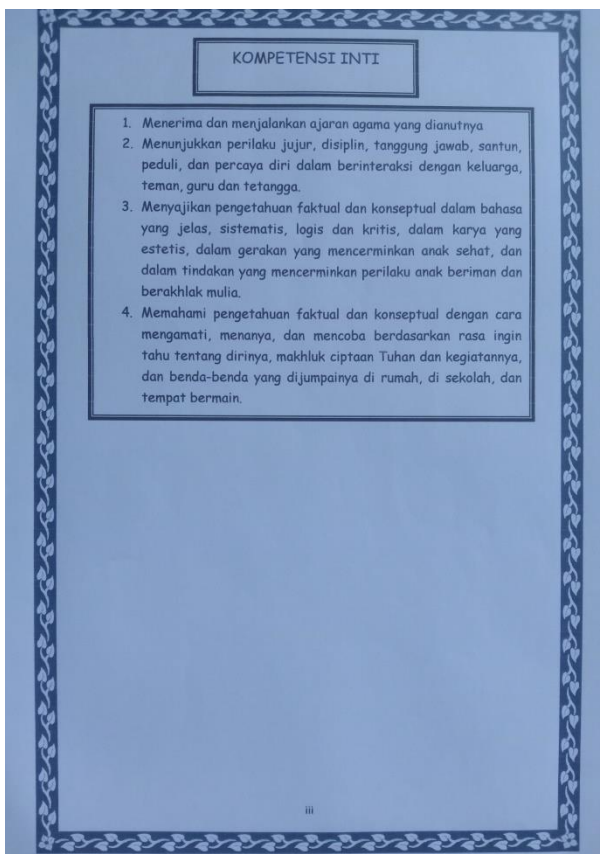 KOMPETENSI INTI
1. Menerima dan menjalankan ajaran agama yang dianutnya
2. Menunjukkan perilaku jujur, disiplin, tanggung jawab, santun,
peduli, dan percaya diri dalam berinteraksi dengan keluarga,
teman, guru dan tetangga.
3. Menyajikan pengetahuan faktual dan konseptual dalam bahasa
yang jelas, sistematis, logis dan kritis, dalam karya yang
estetis, dalam gerakan yang mencerminkan anak sehat, dan
dalam tindakan yang mencerminkan perilaku anak beriman dan
berakhlak mulia.
4. Memahami pengetahuan faktual dan konseptual dengan cara
mengamati, menanya, dan mencoba berdasarkan rasa ingin
tahu tentang dirinya, makhluk ciptaan Tuhan dan kegiatannya,
dan benda-benda yang dijumpainya di rumah, di sekolah, dan
tempat bermain.
iii